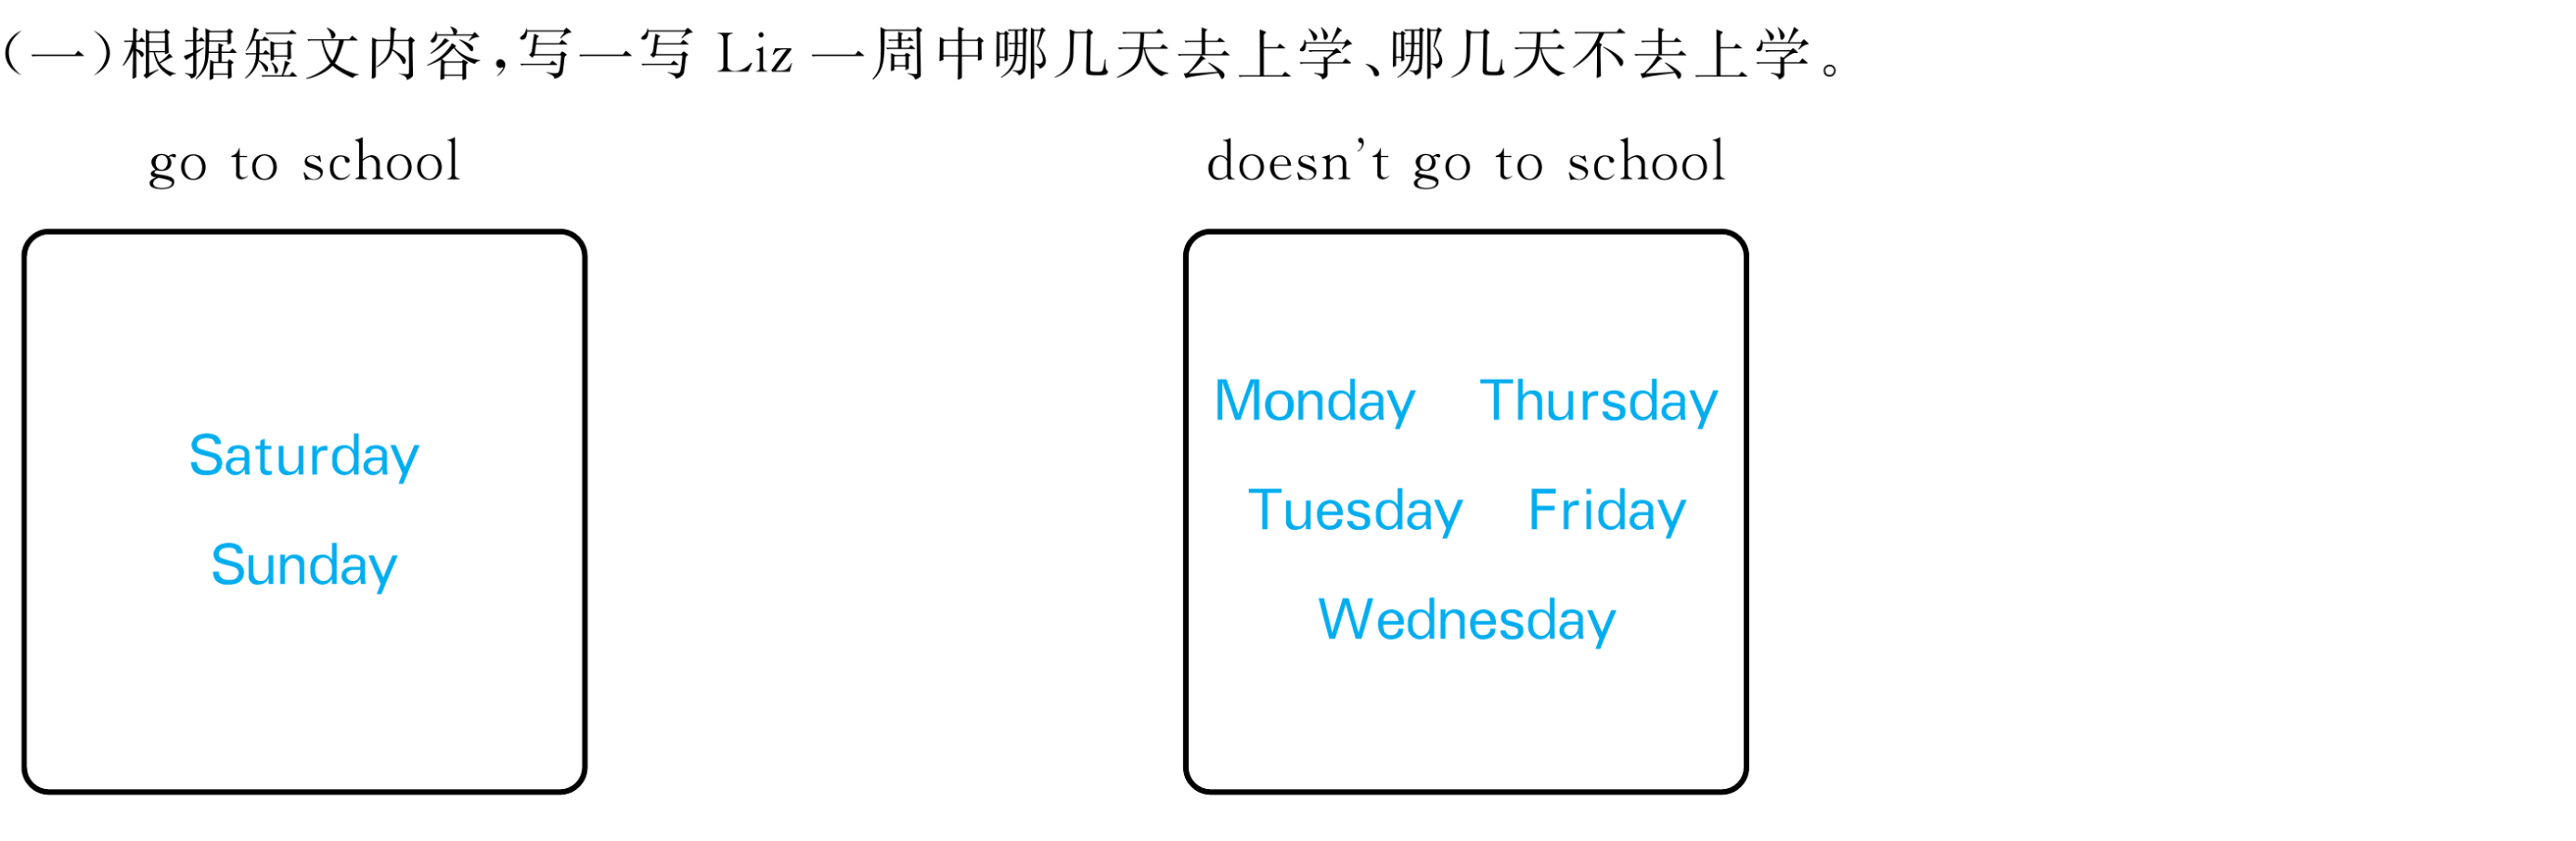 (一)根据短文内容,写一写 Liz 一周中哪几天去上学、哪几天不去上学。
go to school
doesn't go to school
Saturday
Sunday
Monday Thursday
Tuesday Friday
Wednesday